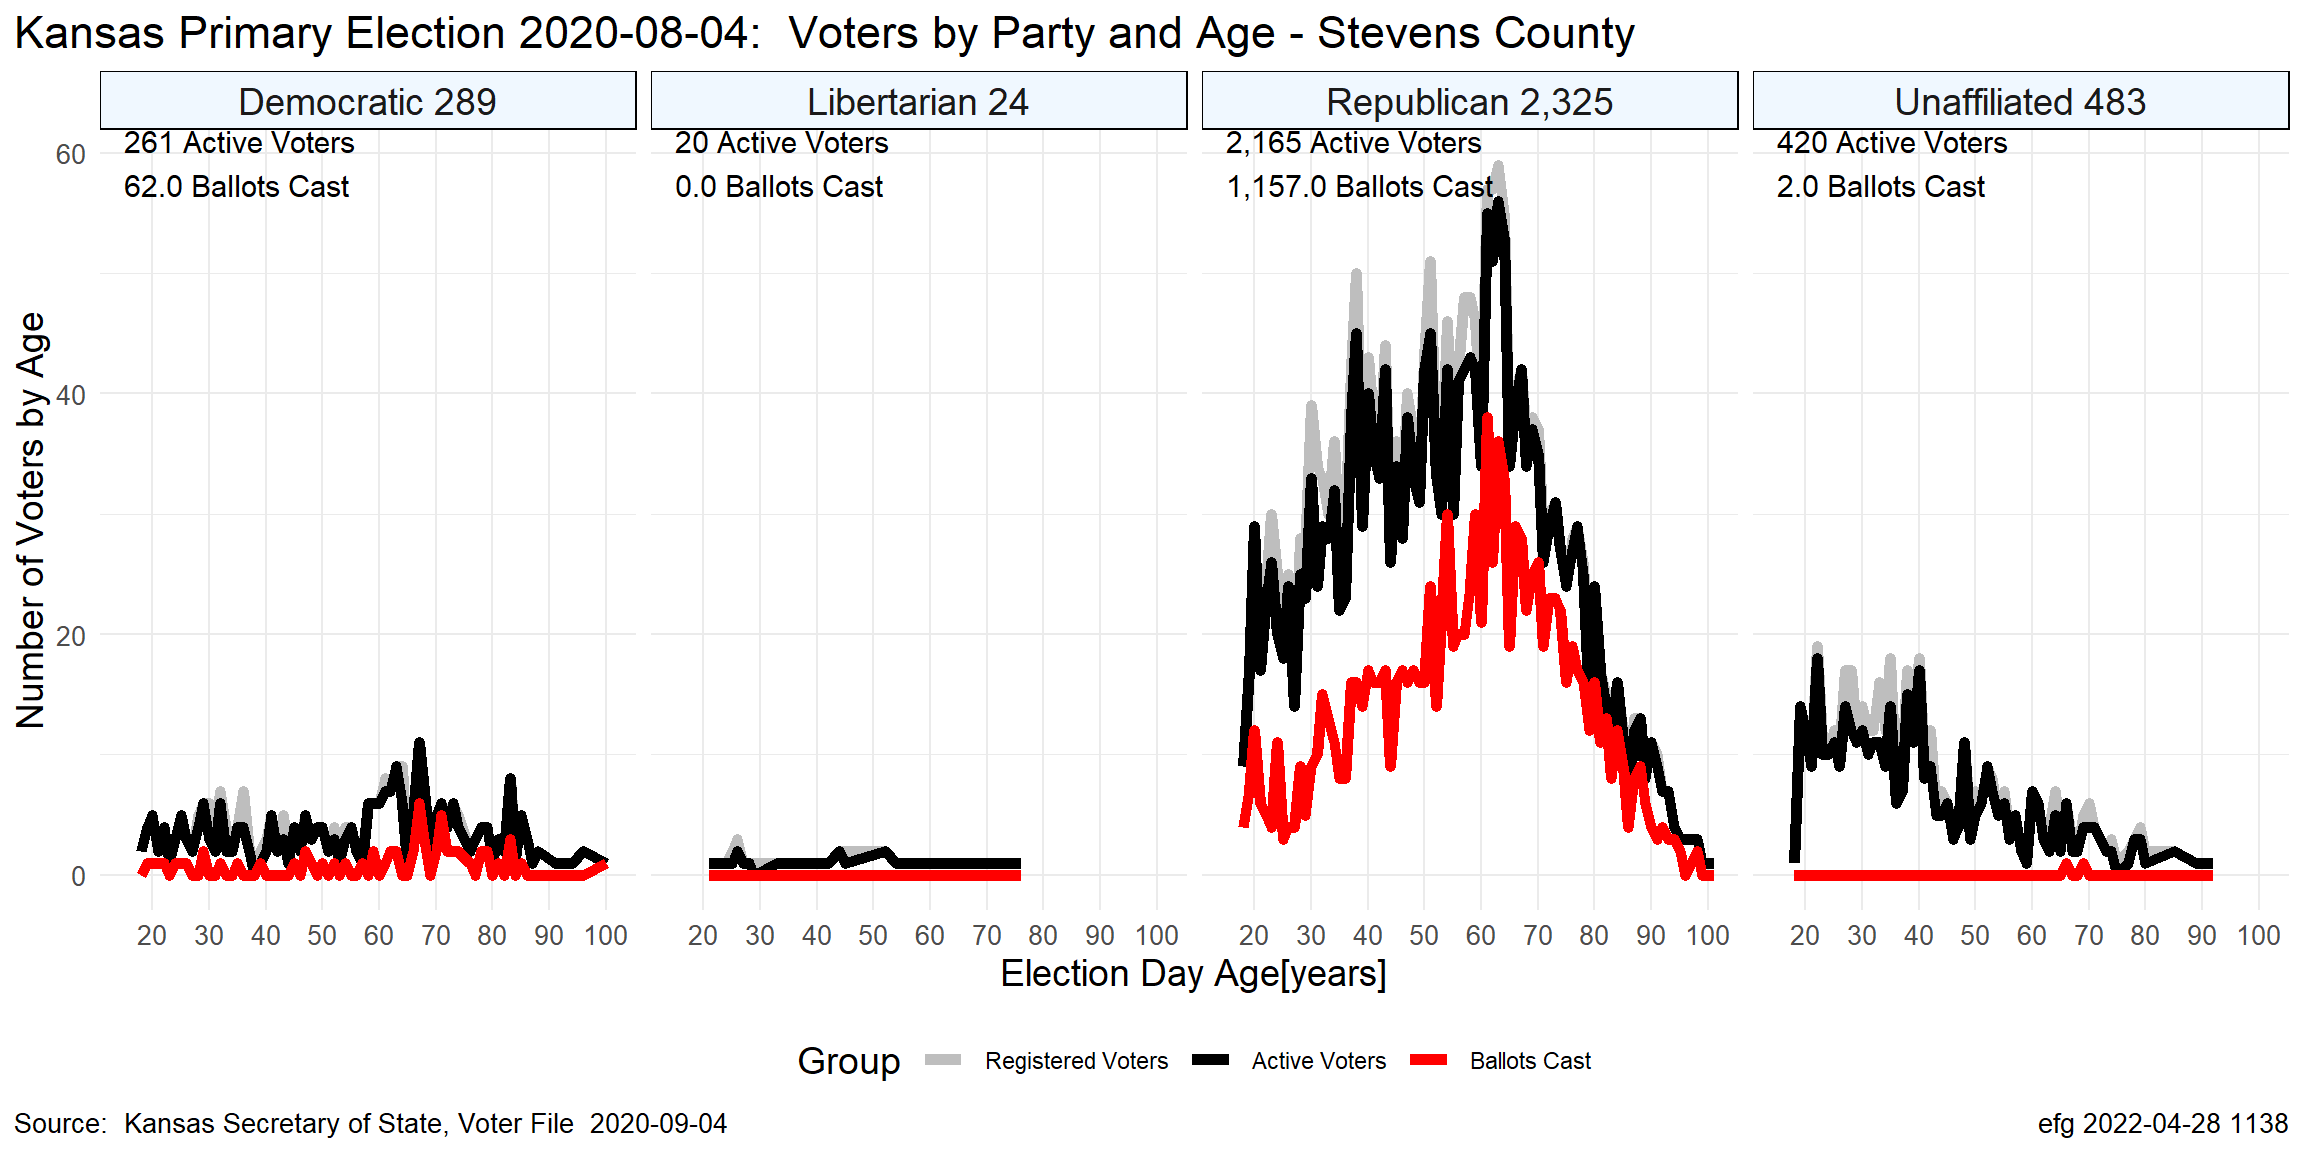 Kansas Primary Election 2020-08-04:  Voters by Party and Age - Stevens County
Democratic 289
Libertarian 24
Republican 2,325
Unaffiliated 483
261 Active Voters
62.0 Ballots Cast
20 Active Voters
0.0 Ballots Cast
2,165 Active Voters
1,157.0 Ballots Cast
420 Active Voters
2.0 Ballots Cast
Number of Voters by Age
60
40
20
0
20 30 40 50 60 70 80 90 100
20 30 40 50 60 70 80 90 100
20 30 40 50 60 70 80 90 100
20 30 40 50 60 70 80 90 100
Election Day Age[years]
Group Registered Voters Active Voters Ballots Cast
Source:  Kansas Secretary of State, Voter File  2020-09-04
efg 2022-04-28 1138